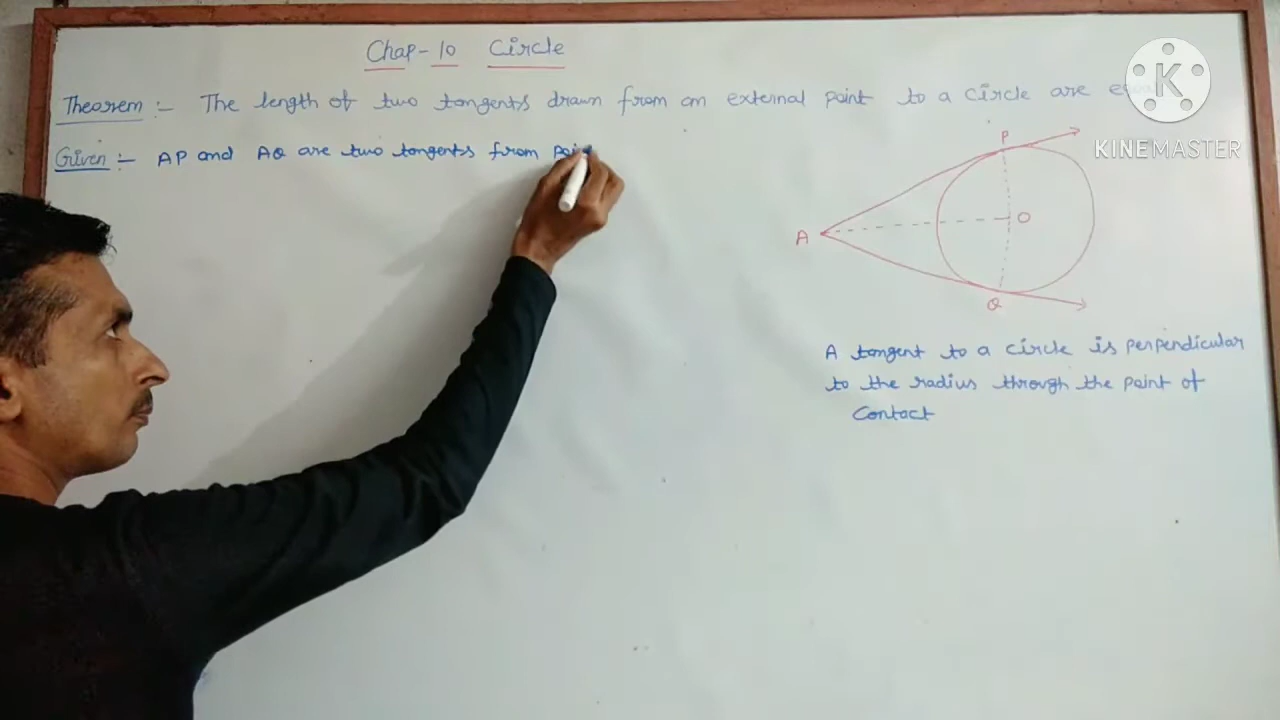 Chap-10 Circle
Theorem :- The length of two tangents drawn from an external point to a circle are
Given :- AP and AQ are two tangents from
K
KINEMASTER
P
A
O
Q
A tangent to a circle is perpendicular
to the radius through the point of
Contact